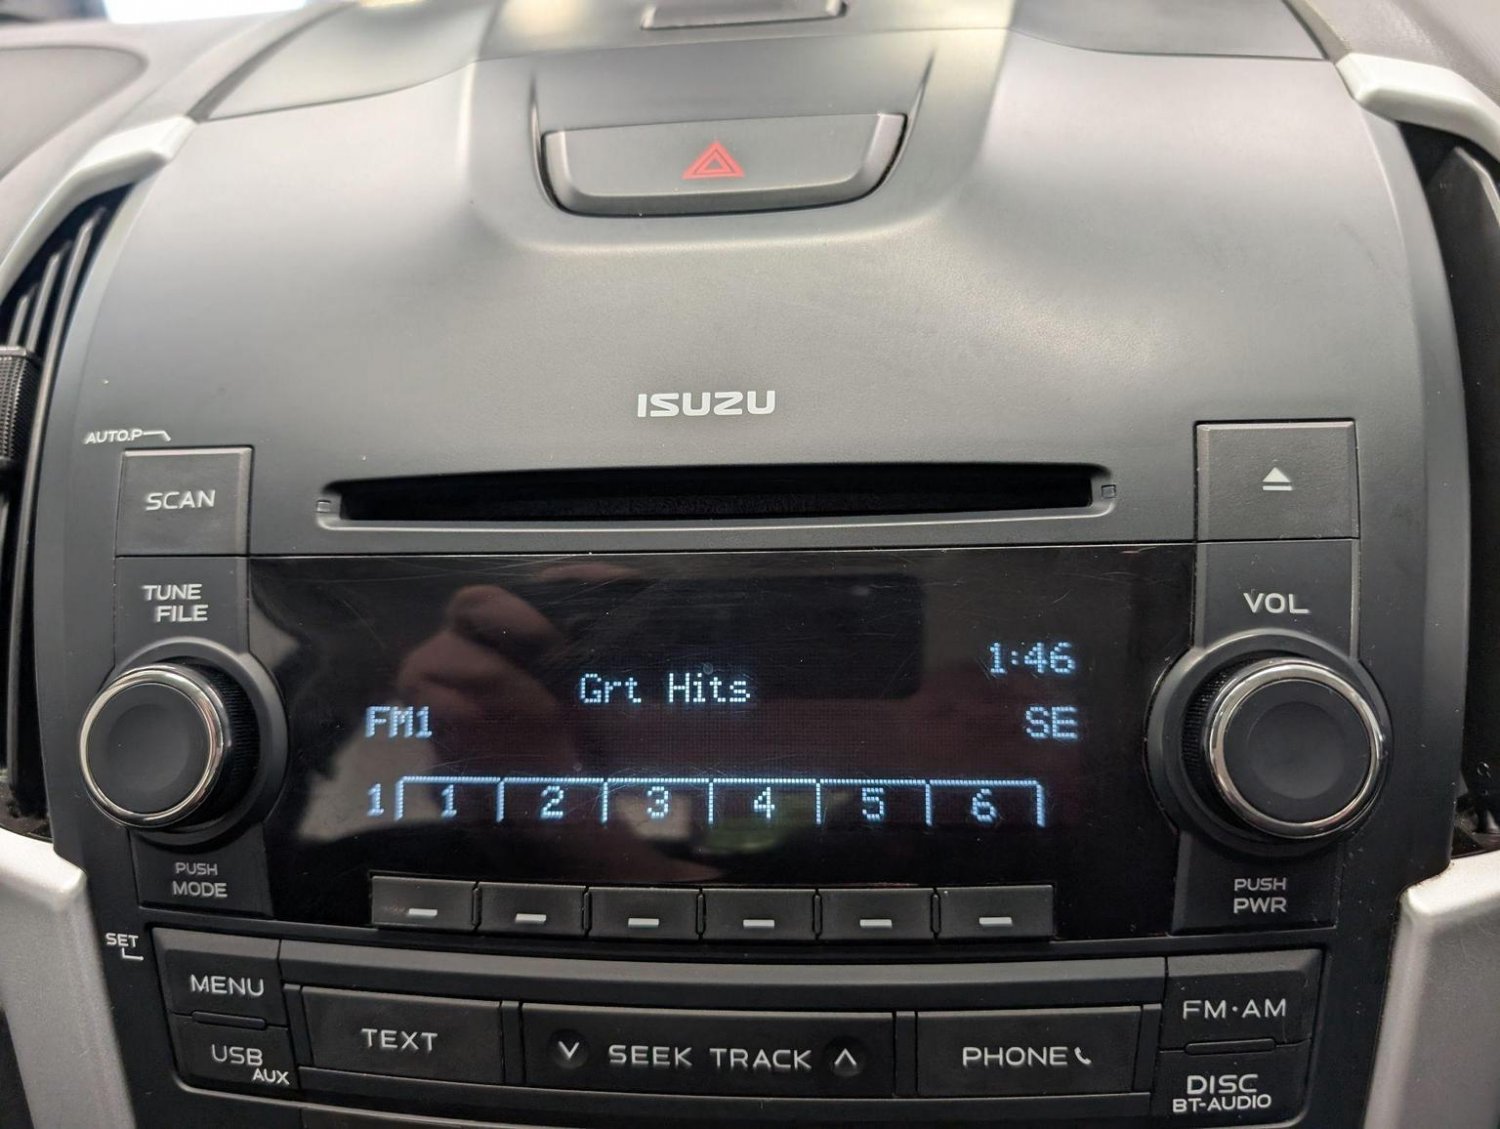 ISUZU
AUTO.P
SCAN
TUNE
FILE
VOL
1:46
Grt Hits
FM1
SE
1 1 2 3 4 5 6
PUSH
MODE
PUSH
PWR
SET
MENU
FM·AM
TEXT
SEEK TRACK
PHONE
USB
AUX
DISC
BT-AUDIO